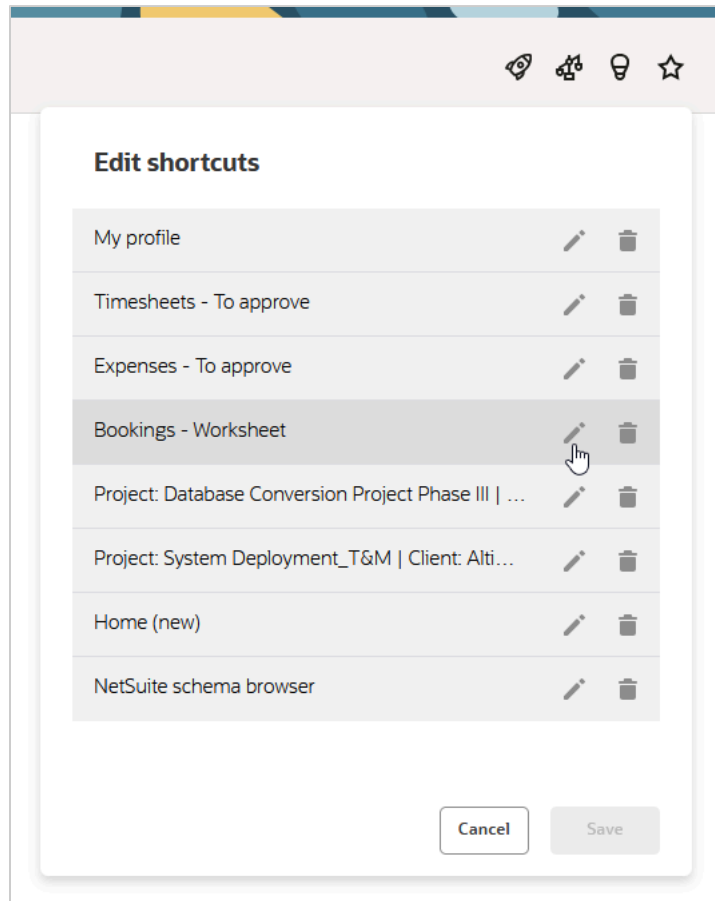 Edit shortcuts
My profile
Timesheets - To approve
Expenses - To approve
Bookings - Worksheet
Project: Database Conversion Project Phase III | ...
Project: System Deployment_T&M | Client: Alti...
Home (new)
NetSuite schema browser
Cancel
Save